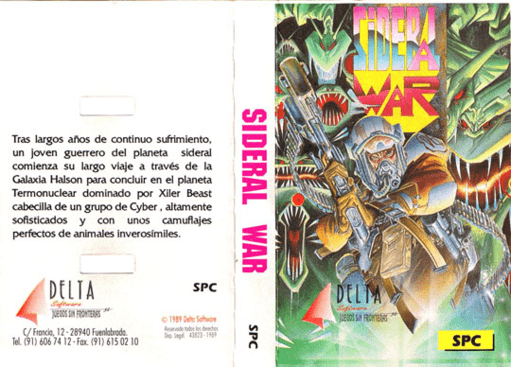 Tras largos años de continuo sufrimiento,
un joven guerrero del planeta sideral
comienza su largo viaje a través de la
Galaxia Halson para concluir en el planeta
Termonuclear dominado por Xiler Beast
cabecilla de un grupo de Cyber , altamente
sofisticados y con unos camuflajes
perfectos de animales inverosímiles.
DELTA
Software
"JUEGOS SIN FRONTERAS"
SPC
C/ Francia, 12 - 28940 Fuenlabrada.
Tel. (91) 606 74 12 - Fax. (91) 615 02 10
© 1989 Delta Software
Reservado todos los derechos
Dep. Legal: 43823 - 1989
SIDERAL WAR
SPC
SIDERAL
WAR
DELTA
Software
"JUEGOS SIN FRONTERAS"
SPC